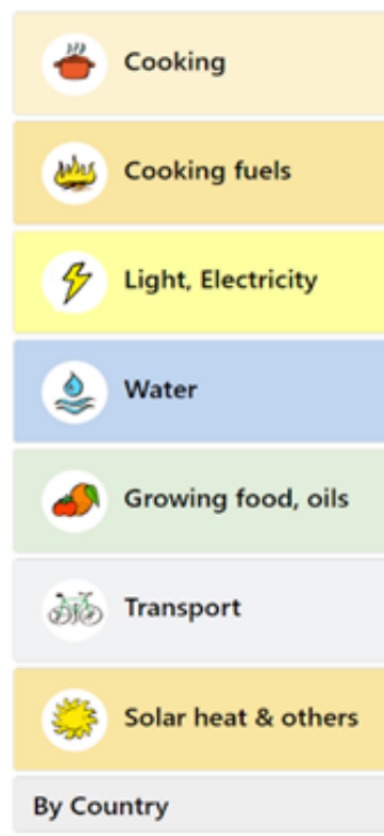 Cooking
Cooking fuels
Light, Electricity
Water
Growing food, oils
Transport
Solar heat & others
By Country